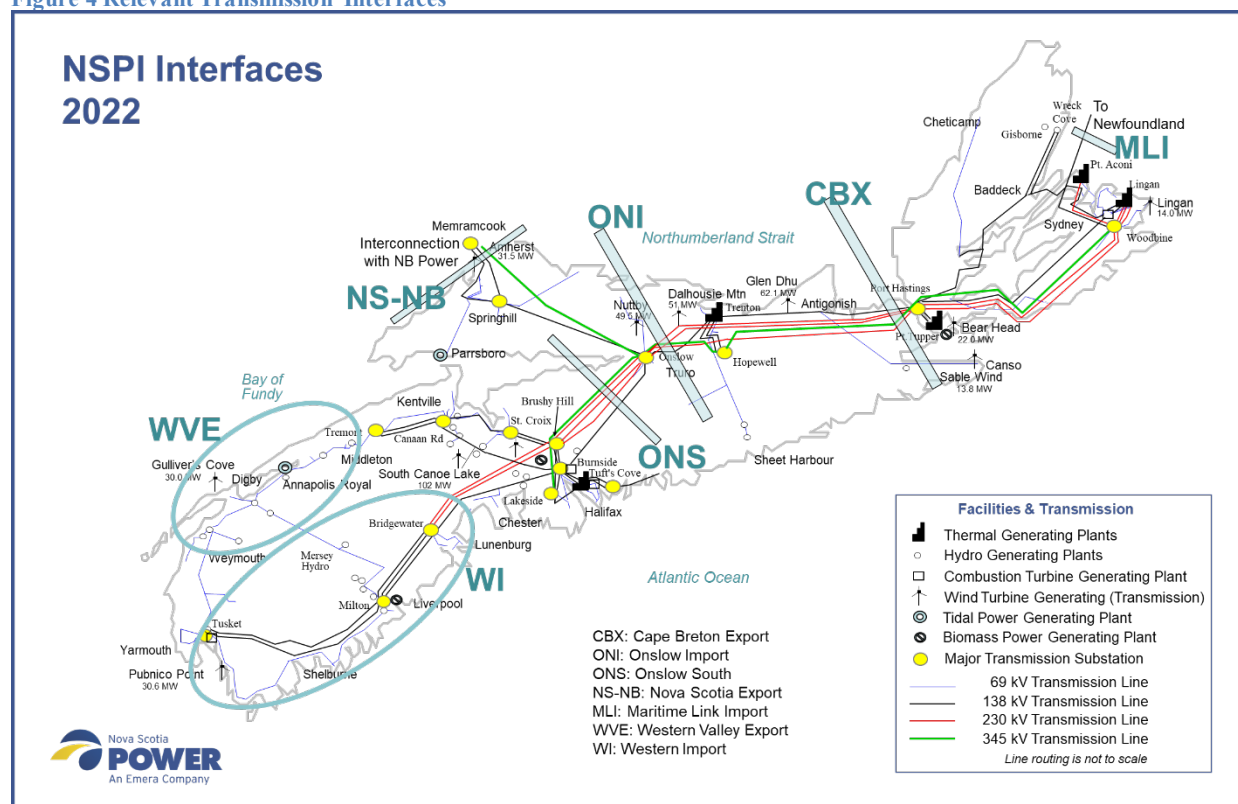 Figure 4 Relevant Transmission Interfaces
NSPI Interfaces
2022
Cheticamp
Wreck
Cove
Gisborne
To
Newfoundland
MLI
Pt. Aconi
Lingan
Lingan
14.0 MW
Baddeck
Sydney
Woodbine
CBX
ONI
Northumberland Strait
Memramcook
Interconnection
with NB Power
Amherst
31.5 MW
NS-NB
Springhill
Nuttby
49.5 MW
Dalhousie Mtn
51 MW
Trenton
Glen Dhu
62.1 MW
Antigonish
Port Hastings
Pt. Tupper
Bear Head
22.0 MW
Canso
Sable Wind
13.8 MW
Hopewell
Onslow
Truro
Parrsboro
Bay of
Fundy
Kentville
Brushy Hill
St. Croix
WVE
Tremont
Canaan Rd
Middleton
South Canoe Lake
102 MW
Gulliver's Cove
30.0 MW
Digby
Annapolis Royal
ONS
Burnside
Tuft's Cove
Sheet Harbour
Lakeside
Halifax
Chester
Bridgewater
Lunenburg
Weymouth
Mersey
Hydro
WI
Milton
Liverpool
Atlantic Ocean
Tusket
Yarmouth
Pubnico Point
30.6 MW
Shelburne
CBX: Cape Breton Export
ONI: Onslow Import
ONS: Onslow South
NS-NB: Nova Scotia Export
MLI: Maritime Link Import
WVE: Western Valley Export
WI: Western Import
Facilities & Transmission
Thermal Generating Plants
Hydro Generating Plants
Combustion Turbine Generating Plant
Wind Turbine Generating (Transmission)
Tidal Power Generating Plant
Biomass Power Generating Plant
Major Transmission Substation
69 kV Transmission Line
138 kV Transmission Line
230 kV Transmission Line
345 kV Transmission Line
Line routing is not to scale
Nova Scotia
POWER
An Emera Company